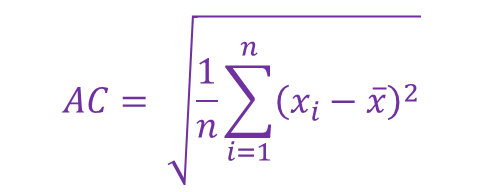 AC = √(1/n ∑_{i=1}^{n} (x_i − x̄)²)